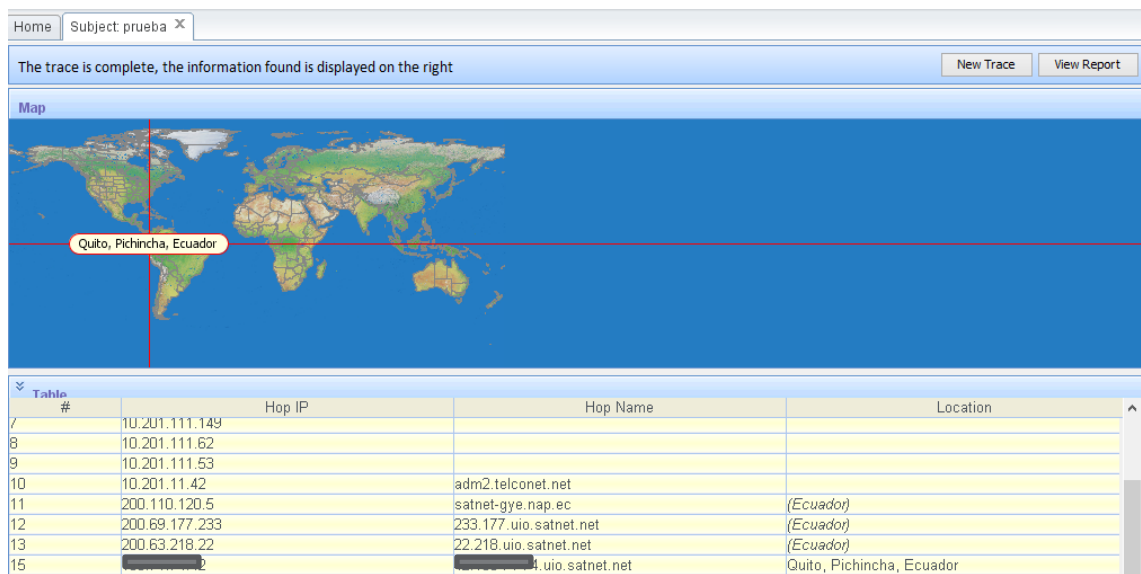 Home Subject: prueba X
The trace is complete, the information found is displayed on the right New Trace View Report
Map
Quito, Pichincha, Ecuador
Table
# Hop IP Hop Name Location
7 10.201.111.149
8 10.201.111.62
9 10.201.111.53
10 10.201.11.42 adm2.telconet.net
11 200.110.120.5 satnet-gye.nap.ec (Ecuador)
12 200.69.177.233 233.177.uio.satnet.net (Ecuador)
13 200.63.218.22 22.218.uio.satnet.net (Ecuador)
15 4.uio.satnet.net Quito, Pichincha, Ecuador